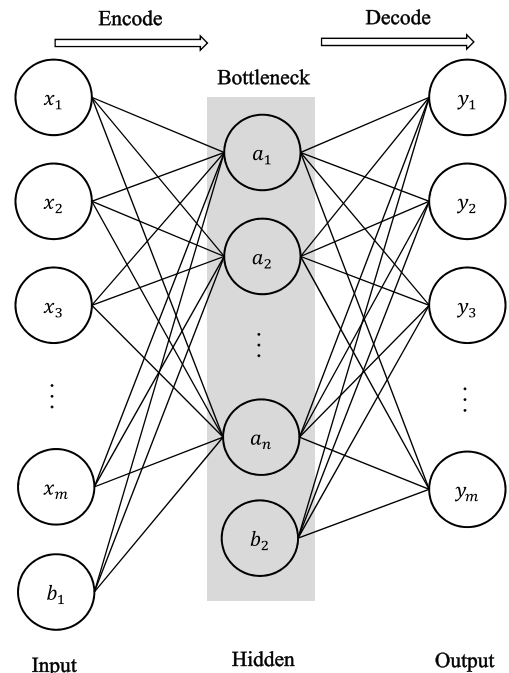 Encode
Decode
Bottleneck
x₁
a₁
y₁
x₂
a₂
y₂
x₃
y₃
⋮
⋮
⋮
aₙ
xₘ
yₘ
b₂
b₁
Input
Hidden
Output